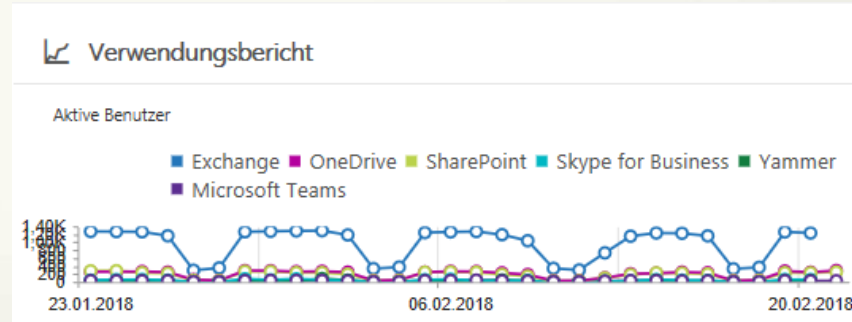 Verwendungsbericht
Aktive Benutzer
Exchange OneDrive SharePoint Skype for Business Yammer
Microsoft Teams
1,40K
200
0
23.01.2018 06.02.2018 20.02.2018